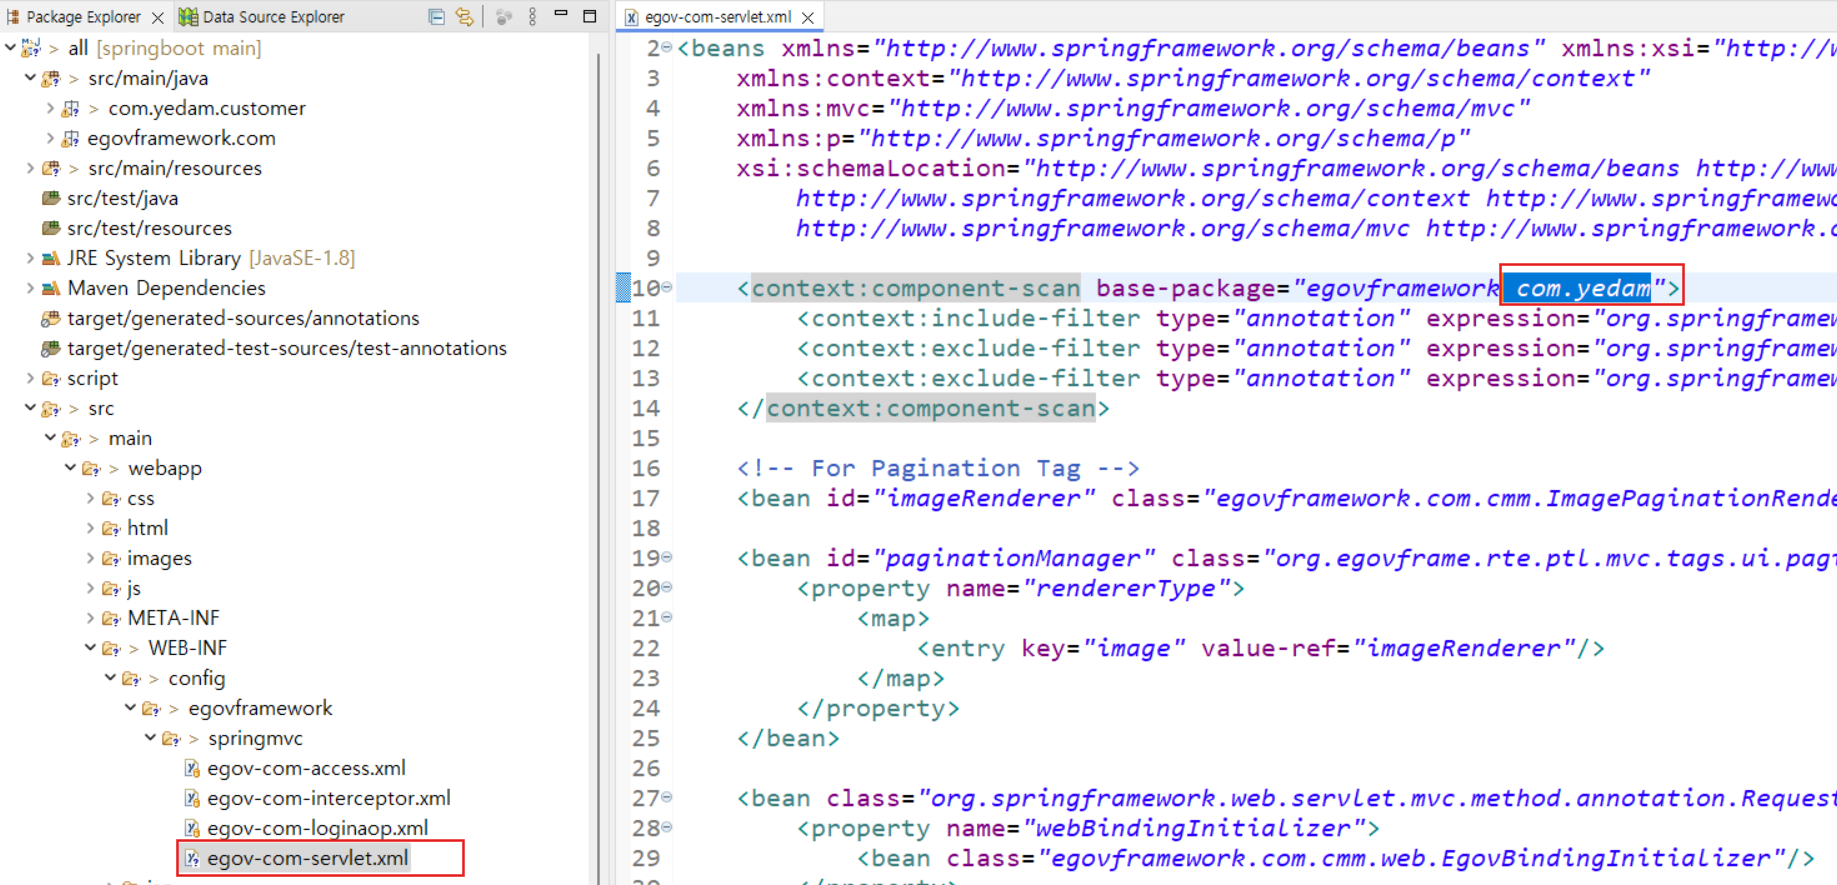 Package Explorer
Data Source Explorer
> all [springboot main]
> src/main/java
> com.yedam.customer
egovframework.com
> src/main/resources
src/test/java
src/test/resources
JRE System Library [JavaSE-1.8]
Maven Dependencies
target/generated-sources/annotations
target/generated-test-sources/test-annotations
script
> src
> main
> webapp
css
html
images
js
META-INF
> WEB-INF
> config
> egovframework
> springmvc
egov-com-access.xml
egov-com-interceptor.xml
egov-com-loginaop.xml
egov-com-servlet.xml
egov-com-servlet.xml
2 <beans xmlns="http://www.springframework.org/schema/beans" xmlns:xsi="http://w
3 xmlns:context="http://www.springframework.org/schema/context"
4 xmlns:mvc="http://www.springframework.org/schema/mvc"
5 xmlns:p="http://www.springframework.org/schema/p"
6 xsi:schemaLocation="http://www.springframework.org/schema/beans http://www
7 http://www.springframework.org/schema/context http://www.springframewo
8 http://www.springframework.org/schema/mvc http://www.springframework.o
9
10 <context:component-scan base-package="egovframework com.yedam">
11 <context:include-filter type="annotation" expression="org.springframew
12 <context:exclude-filter type="annotation" expression="org.springframew
13 <context:exclude-filter type="annotation" expression="org.springframew
14 </context:component-scan>
15
16 <!-- For Pagination Tag -->
17 <bean id="imageRenderer" class="egovframework.com.cmm.ImagePaginationRende
18
19 <bean id="paginationManager" class="org.egovframe.rte.ptl.mvc.tags.ui.pagi
20 <property name="rendererType">
21 <map>
22 <entry key="image" value-ref="imageRenderer"/>
23 </map>
24 </property>
25 </bean>
26
27 <bean class="org.springframework.web.servlet.mvc.method.annotation.Request
28 <property name="webBindingInitializer">
29 <bean class="egovframework.com.cmm.web.EgovBindingInitializer"/>